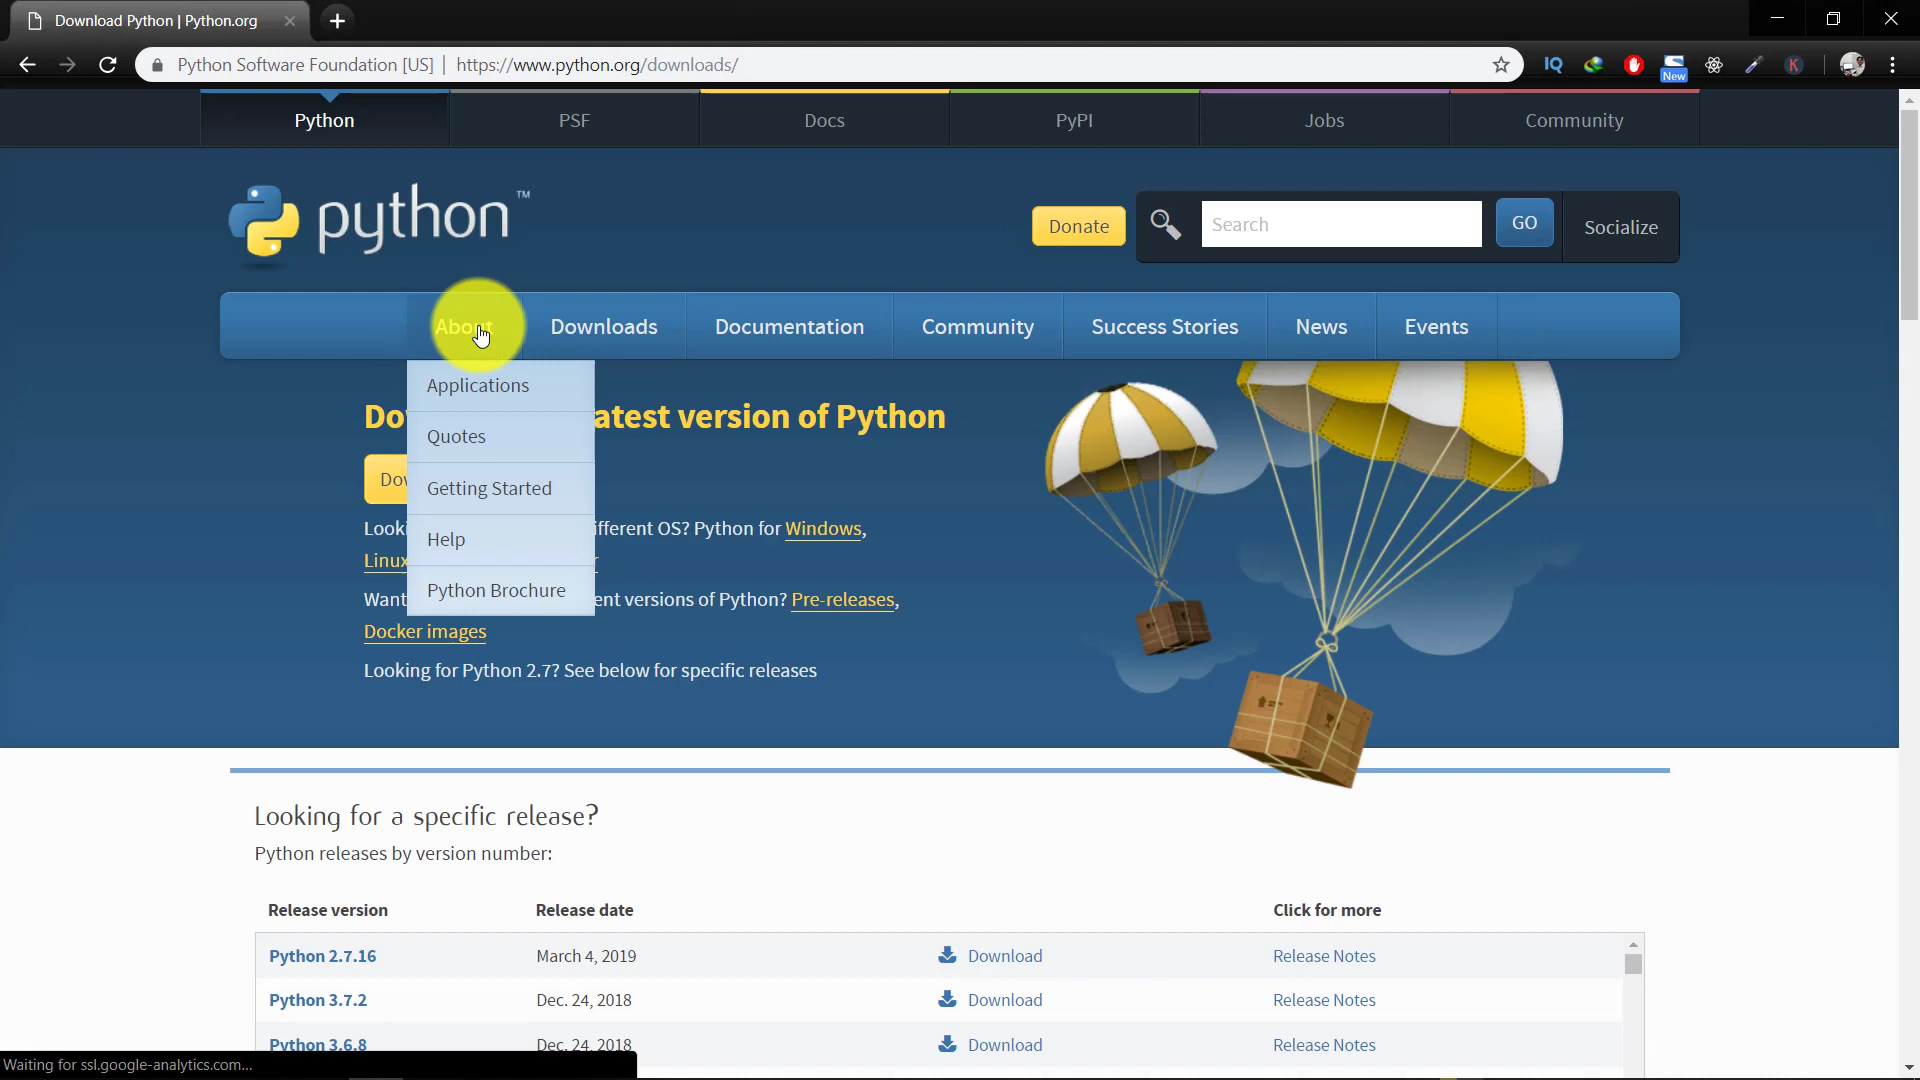 Download Python | Python.org
Python Software Foundation [US] | https://www.python.org/downloads/
IQ
New
K
Python PSF Docs PyPI Jobs Community
python™
Donate Search GO Socialize
About Downloads Documentation Community Success Stories News Events
Applications
Quotes
Getting Started
Help
Python Brochure
Do atest version of Python
Dow
Looki ifferent OS? Python for Windows,
Linux
Want ent versions of Python? Pre-releases,
Docker images
Looking for Python 2.7? See below for specific releases
Looking for a specific release?
Python releases by version number:
Release version Release date Click for more
Python 2.7.16 March 4, 2019 Download Release Notes
Python 3.7.2 Dec. 24, 2018 Download Release Notes
Python 3.6.8 Dec. 24, 2018 Download Release Notes
Waiting for ssl.google-analytics.com...